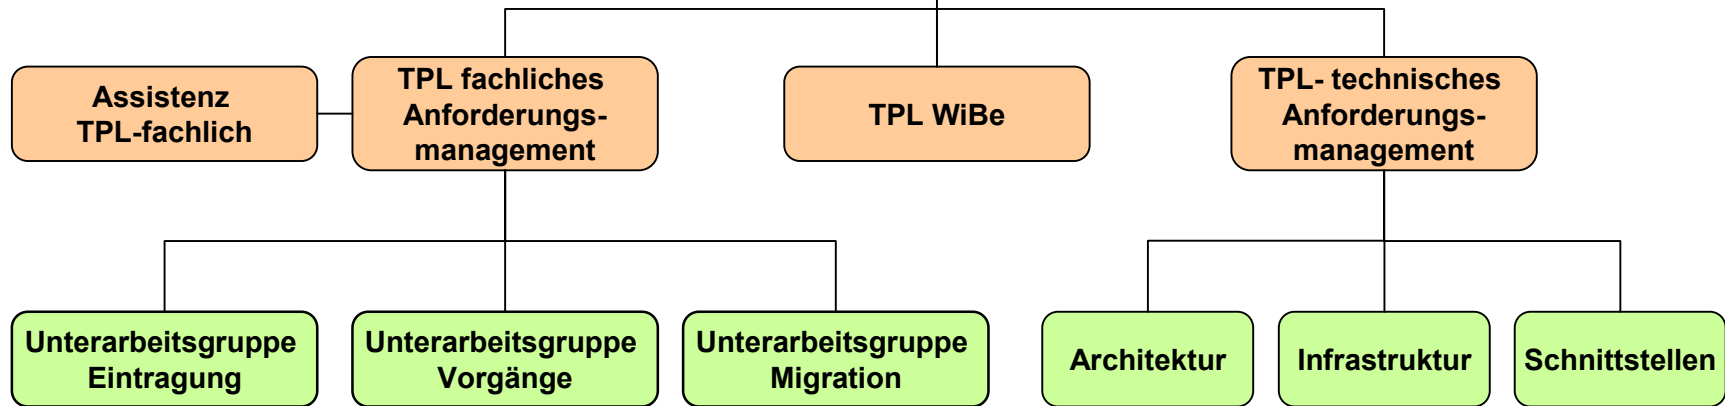 Assistenz
TPL-fachlich
TPL fachliches
Anforderungs-
management
TPL WiBe
TPL- technisches
Anforderungs-
management
Unterarbeitsgruppe
Eintragung
Unterarbeitsgruppe
Vorgänge
Unterarbeitsgruppe
Migration
Architektur
Infrastruktur
Schnittstellen